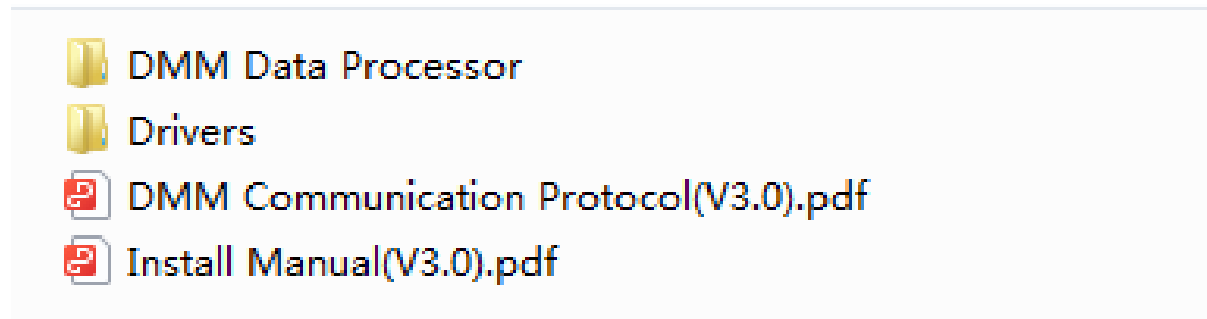 DMM Data Processor
Drivers
DMM Communication Protocol(V3.0).pdf
Install Manual(V3.0).pdf